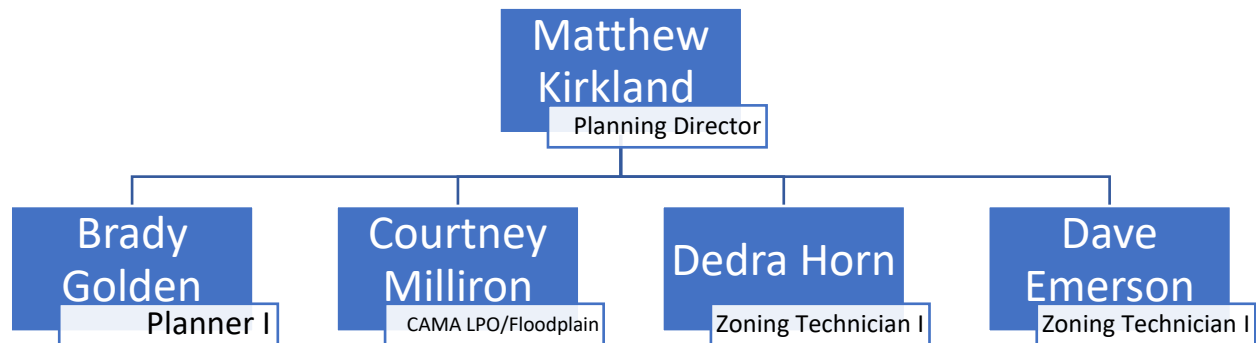 Matthew
Kirkland
Planning Director
Brady
Golden
Planner I
Courtney
Milliron
CAMA LPO/Floodplain
Dedra Horn
Zoning Technician I
Dave
Emerson
Zoning Technician I